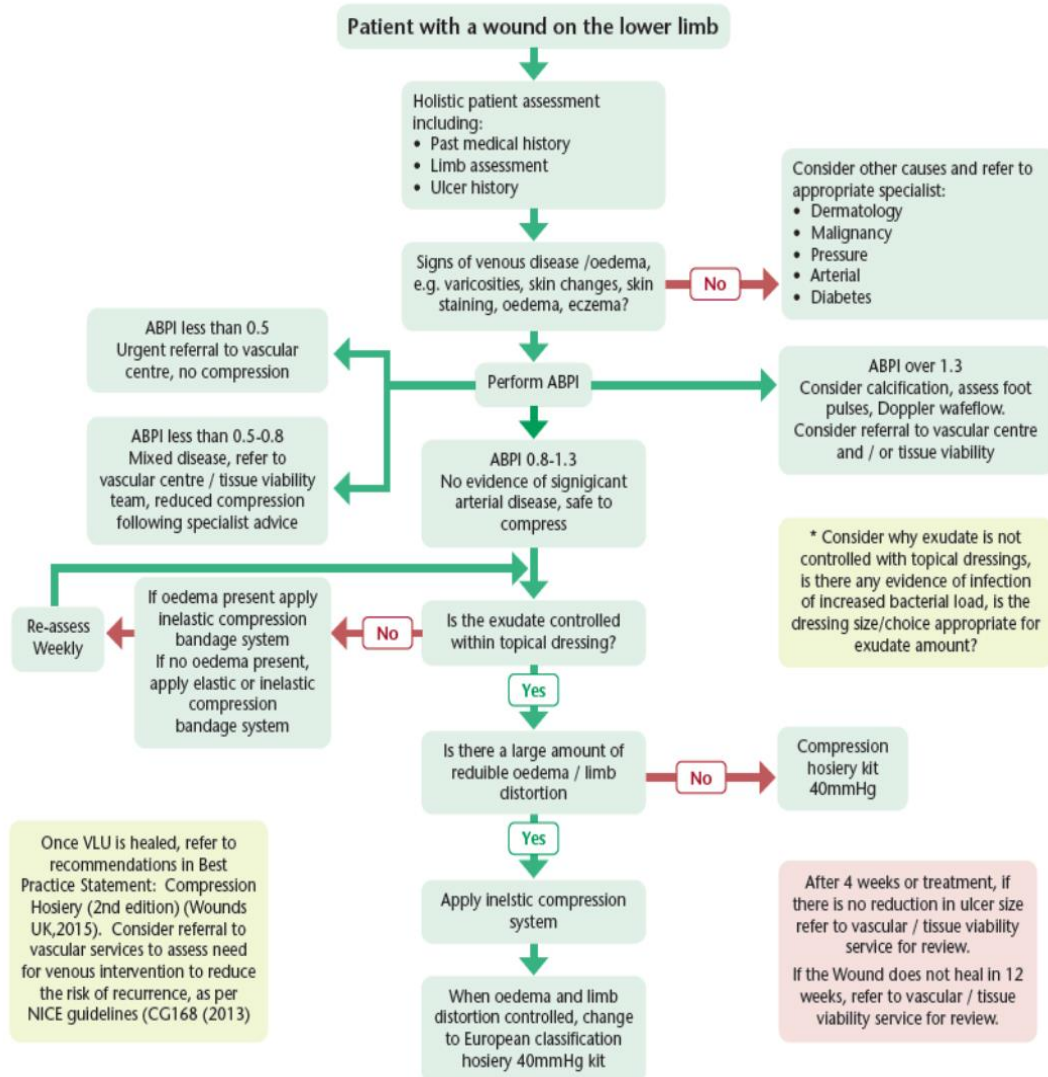 Patient with a wound on the lower limb
Holistic patient assessment
including:
• Past medical history
• Limb assessment
• Ulcer history
Consider other causes and refer to
appropriate specialist:
• Dermatology
• Malignancy
• Pressure
• Arterial
• Diabetes
Signs of venous disease /oedema,
e.g. varicosities, skin changes, skin
staining, oedema, eczema?
No
ABPI less than 0.5
Urgent referral to vascular
centre, no compression
Perform ABPI
ABPI over 1.3
Consider calcification, assess foot
pulses, Doppler wafeflow.
Consider referral to vascular centre
and / or tissue viability
ABPI less than 0.5-0.8
Mixed disease, refer to
vascular centre / tissue viability
team, reduced compression
following specialist advice
ABPI 0.8-1.3
No evidence of signigicant
arterial disease, safe to
compress
* Consider why exudate is not
controlled with topical dressings,
is there any evidence of infection
of increased bacterial load, is the
dressing size/choice appropriate for
exudate amount?
Re-assess
Weekly
If oedema present apply
inelastic compression
bandage system
If no oedema present,
apply elastic or inelastic
compression
bandage system
No
Is the exudate controlled
within topical dressing?
Yes
Is there a large amount of
reduible oedema / limb
distortion
No
Compression
hosiery kit
40mmHg
Yes
Once VLU is healed, refer to
recommendations in Best
Practice Statement: Compression
Hosiery (2nd edition) (Wounds
UK,2015). Consider referral to
vascular services to assess need
for venous intervention to reduce
the risk of recurrence, as per
NICE guidelines (CG168 (2013)
Apply inelstic compression
system
After 4 weeks or treatment, if
there is no reduction in ulcer size
refer to vascular / tissue viability
service for review.
If the Wound does not heal in 12
weeks, refer to vascular / tissue
viability service for review.
When oedema and limb
distortion controlled, change
to European classification
hosiery 40mmHg kit